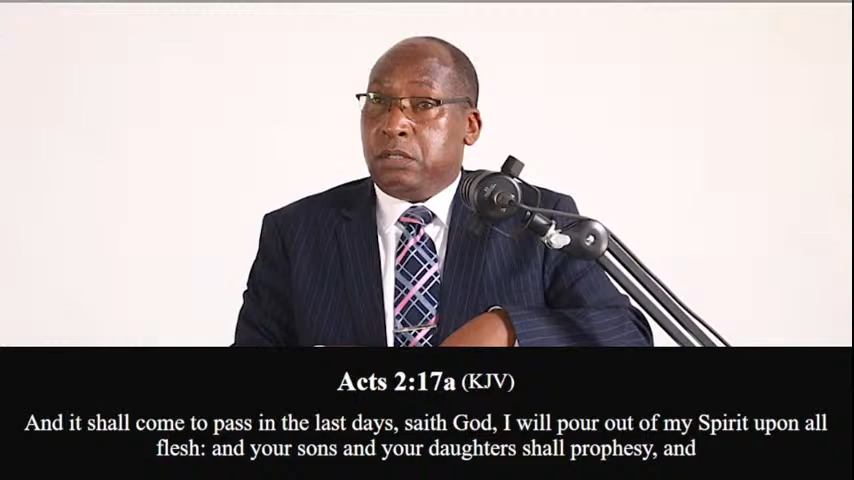 Acts 2:17a (KJV)
And it shall come to pass in the last days, saith God, I will pour out of my Spirit upon all
flesh: and your sons and your daughters shall prophesy, and